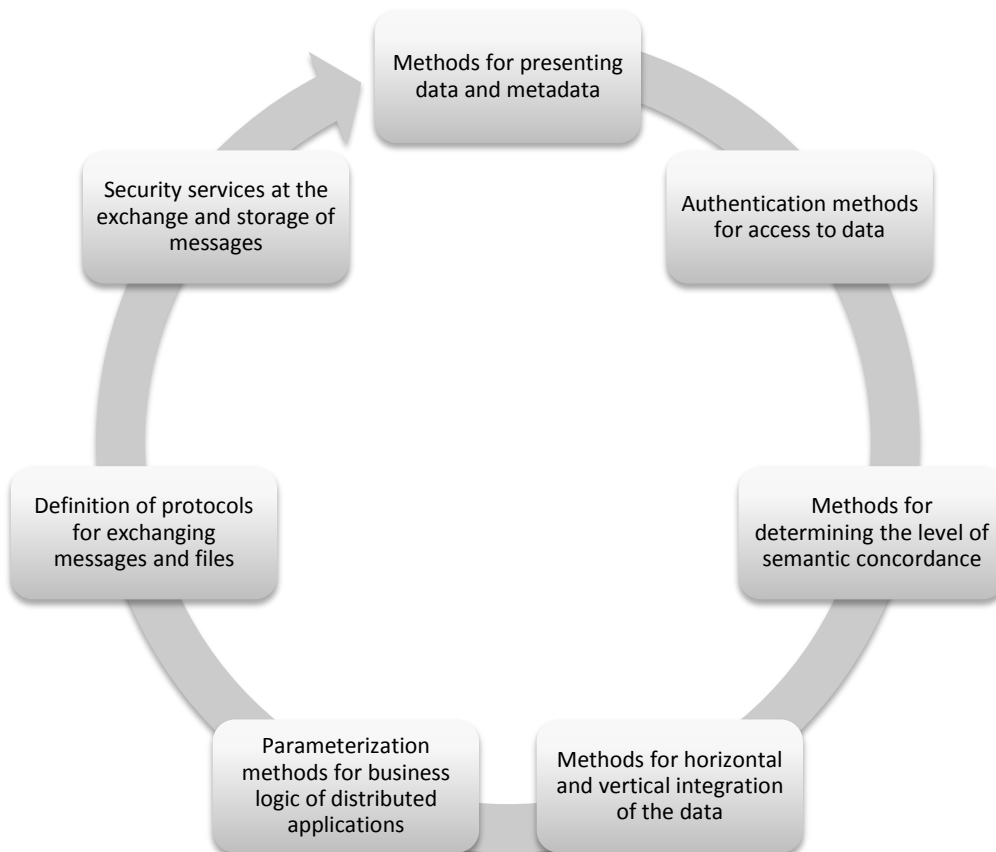 Methods for presenting
data and metadata
Authentication methods
for access to data
Methods for
determining the level of
semantic concordance
Methods for horizontal
and vertical integration
of the data
Parameterization
methods for business
logic of distributed
applications
Definition of protocols
for exchanging
messages and files
Security services at the
exchange and storage of
messages